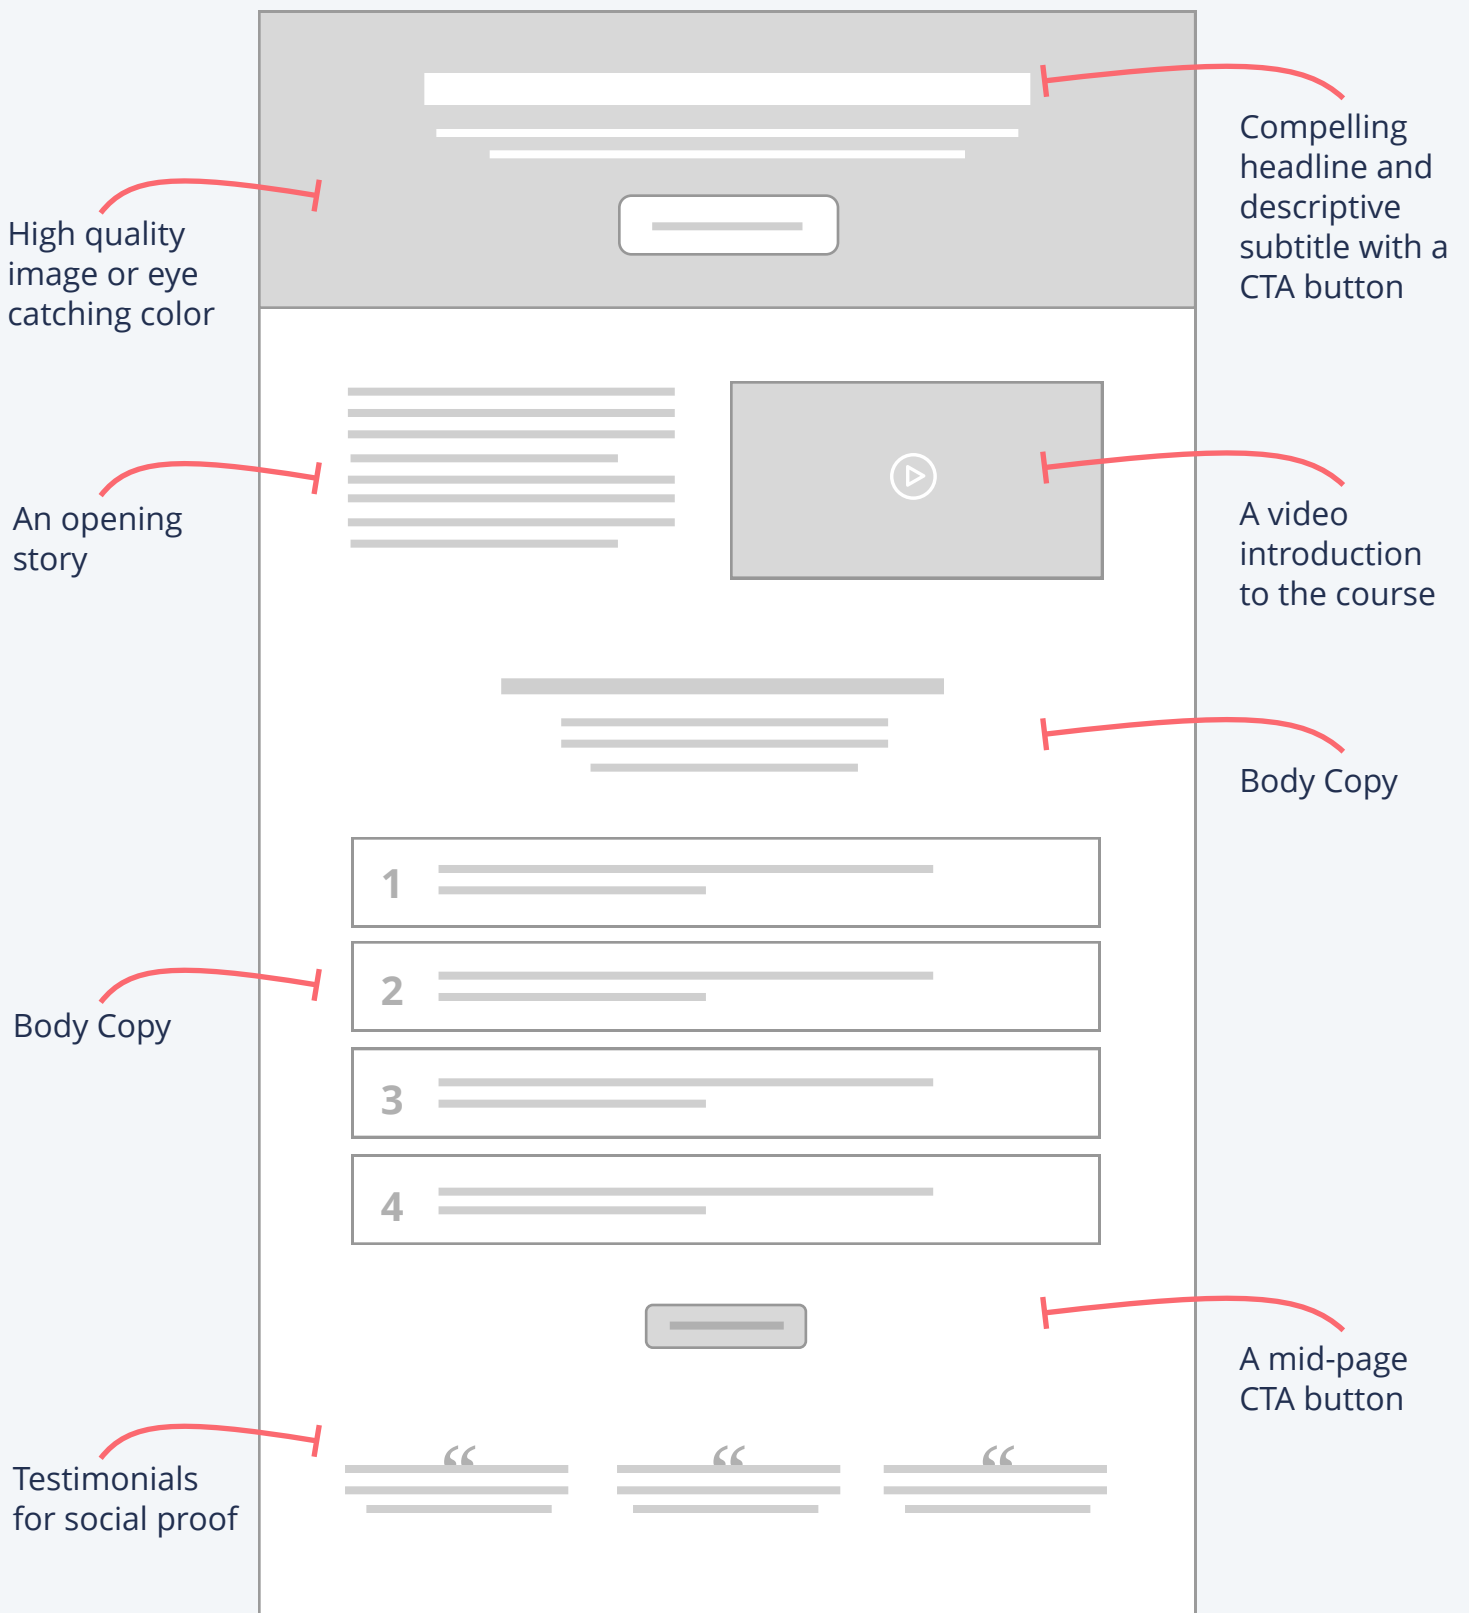 Compelling
headline and
descriptive
subtitle with a
CTA button
High quality
image or eye
catching color
An opening
story
A video
introduction
to the course
Body Copy
1
2
Body Copy
3
4
A mid-page
CTA button
“ “ “
Testimonials
for social proof